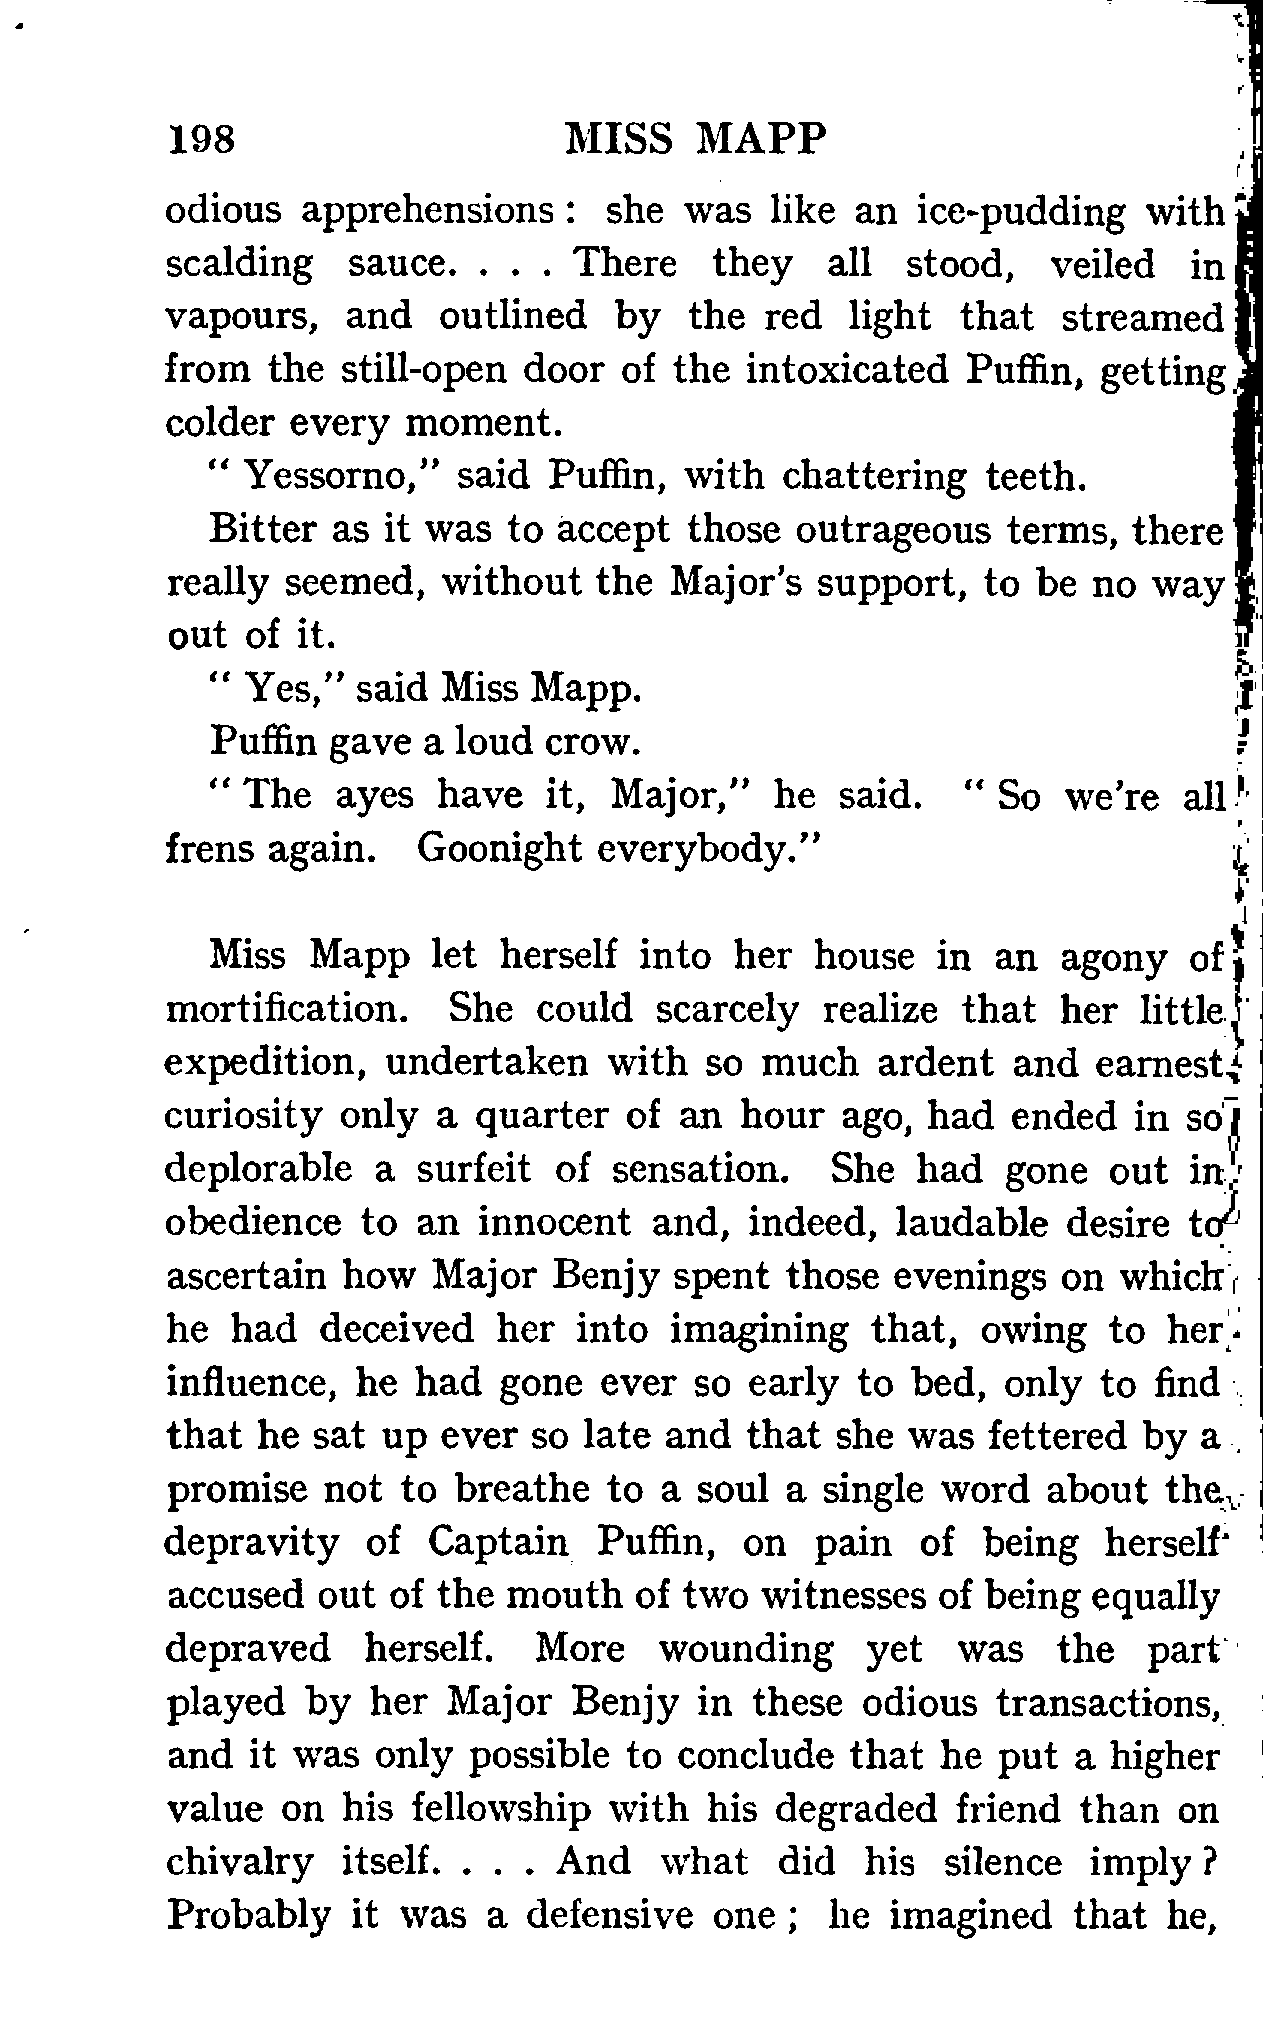 198 MISS MAPP
odious apprehensions : she was like an ice-pudding with
scalding sauce. . . . There they all stood, veiled in
vapours, and outlined by the red light that streamed
from the still-open door of the intoxicated Puffin, getting
colder every moment.
" Yessorno," said Puffin, with chattering teeth.
Bitter as it was to accept those outrageous terms, there
really seemed, without the Major's support, to be no way
out of it.
" Yes," said Miss Mapp.
Puffin gave a loud crow.
" The ayes have it, Major," he said. " So we're all
frens again. Goonight everybody."
Miss Mapp let herself into her house in an agony of
mortification. She could scarcely realize that her little
expedition, undertaken with so much ardent and earnest
curiosity only a quarter of an hour ago, had ended in so
deplorable a surfeit of sensation. She had gone out in
obedience to an innocent and, indeed, laudable desire to
ascertain how Major Benjy spent those evenings on which
he had deceived her into imagining that, owing to her
influence, he had gone ever so early to bed, only to find
that he sat up ever so late and that she was fettered by a
promise not to breathe to a soul a single word about the
depravity of Captain Puffin, on pain of being herself
accused out of the mouth of two witnesses of being equally
depraved herself. More wounding yet was the part
played by her Major Benjy in these odious transactions,
and it was only possible to conclude that he put a higher
value on his fellowship with his degraded friend than on
chivalry itself. . . . And what did his silence imply ?
Probably it was a defensive one ; he imagined that he,